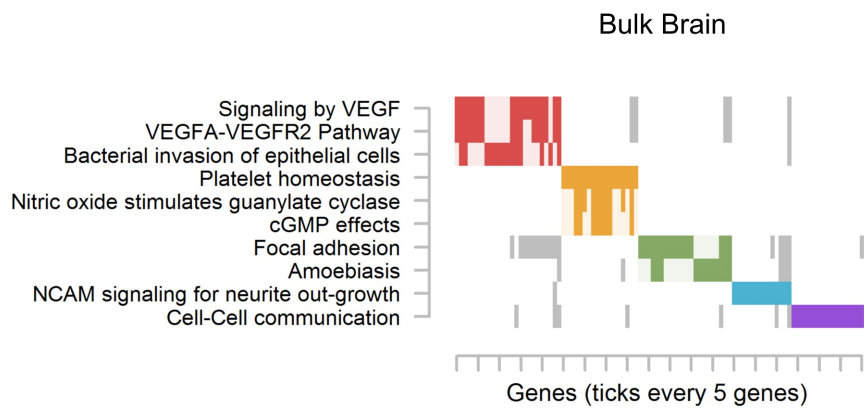 Bulk Brain
Signaling by VEGF
VEGFA-VEGFR2 Pathway
Bacterial invasion of epithelial cells
Platelet homeostasis
Nitric oxide stimulates guanylate cyclase
cGMP effects
Focal adhesion
Amoebiasis
NCAM signaling for neurite out-growth
Cell-Cell communication
Genes (ticks every 5 genes)